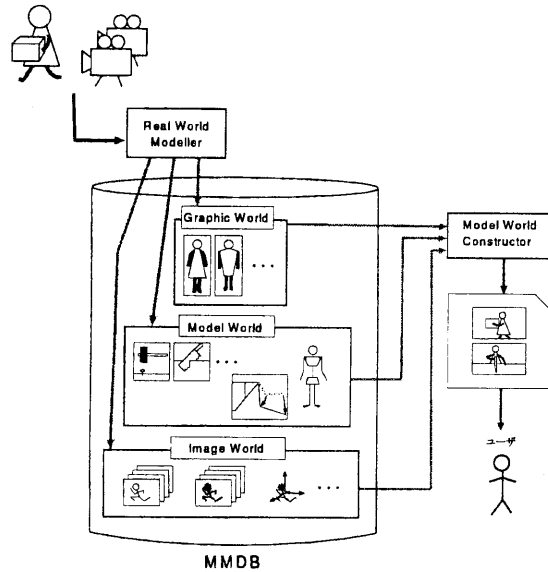 Real World
Modeller
Graphic World
...
Model World
Constructor
Model World
...
ユーザ
Image World
...
MMDB